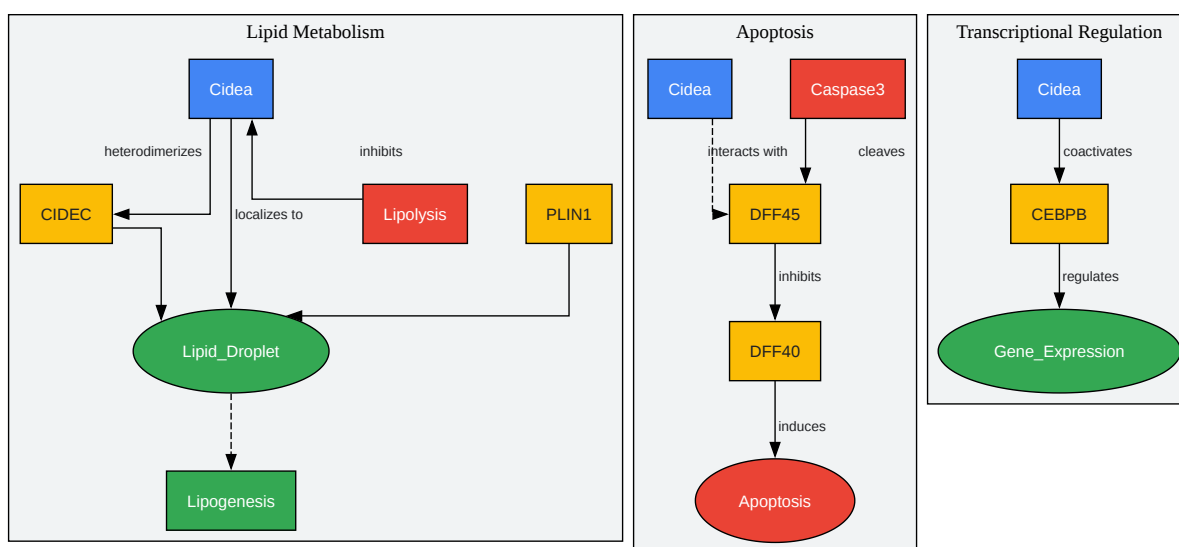 Lipid Metabolism
Cidea
heterodimerizes
inhibits
CIDEC
localizes to
Lipolysis
PLIN1
Lipid_Droplet
Lipogenesis
Apoptosis
Cidea
Caspase3
interacts with
cleaves
DFF45
inhibits
DFF40
induces
Apoptosis
Transcriptional Regulation
Cidea
coactivates
CEBPB
regulates
Gene_Expression